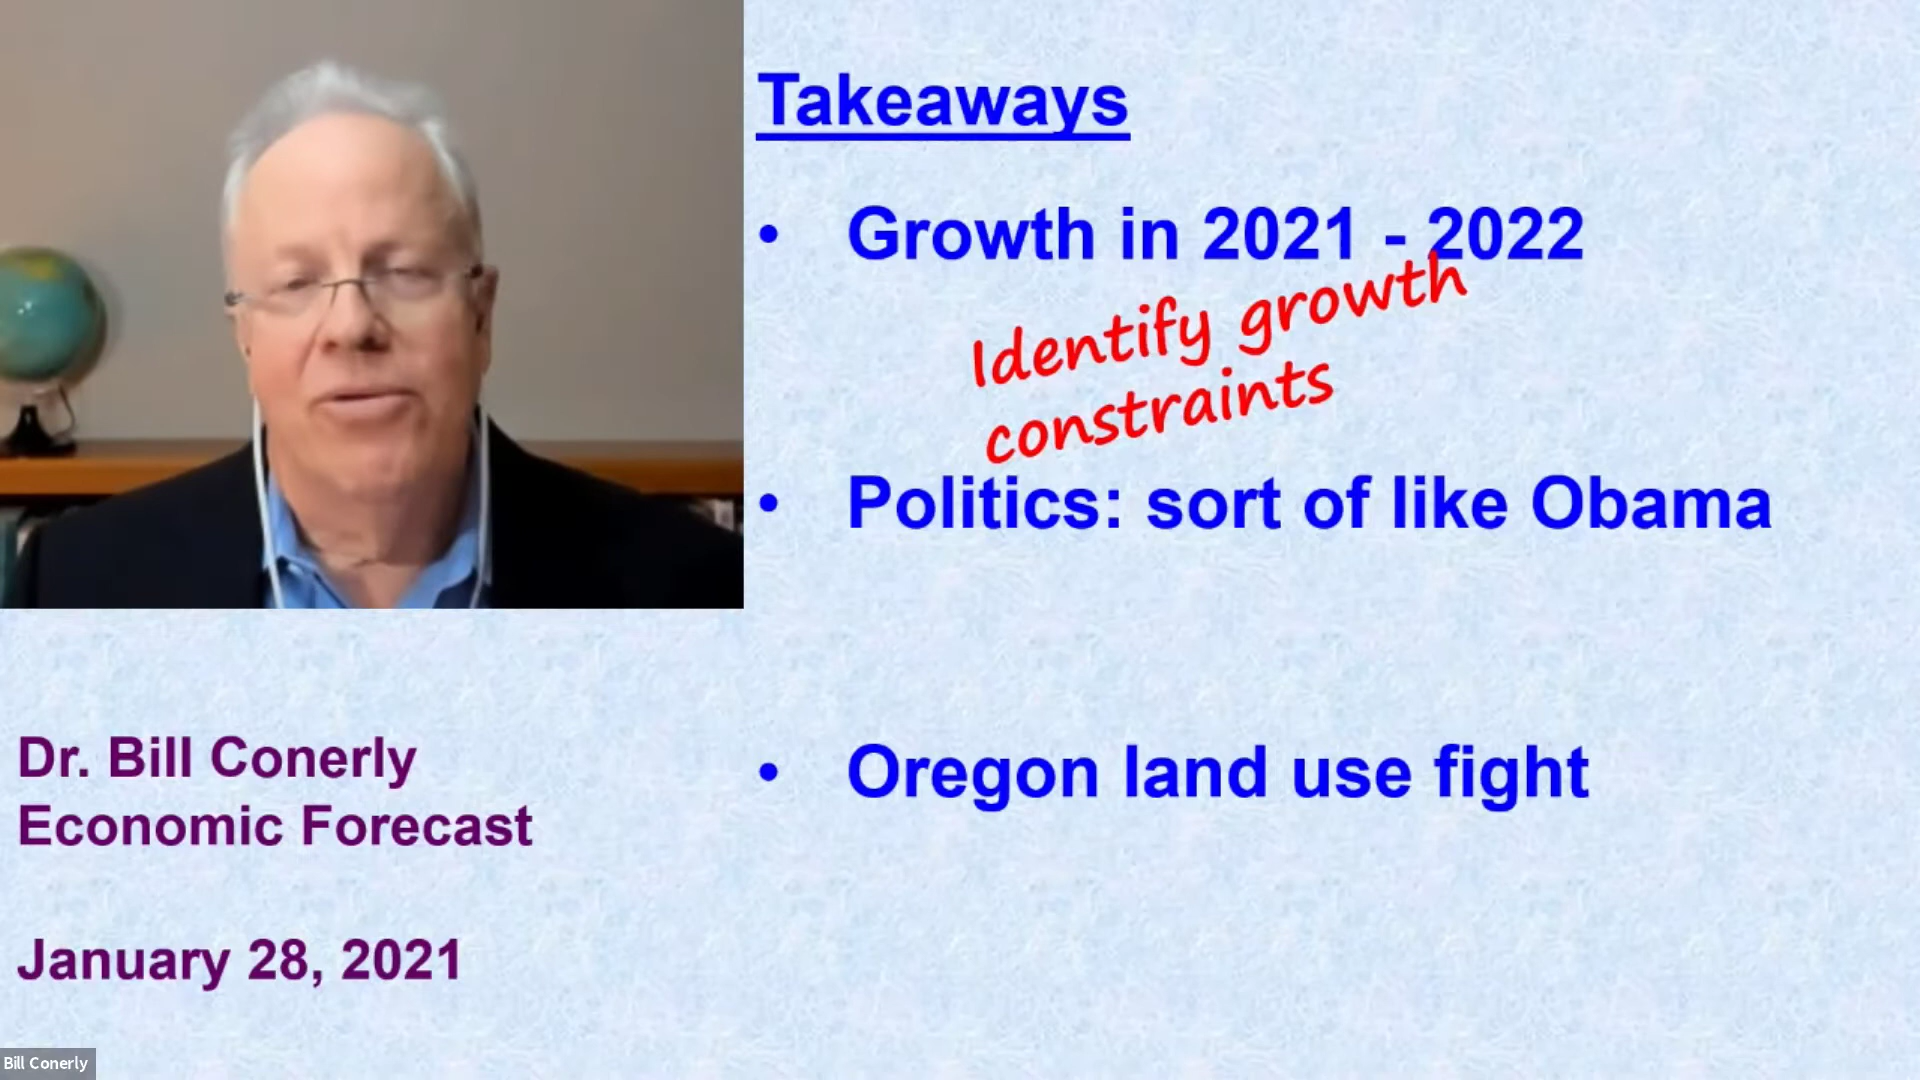 Takeaways
• Growth in 2021 - 2022
Identify growth
constraints
• Politics: sort of like Obama
• Oregon land use fight
Dr. Bill Conerly
Economic Forecast
January 28, 2021
Bill Conerly